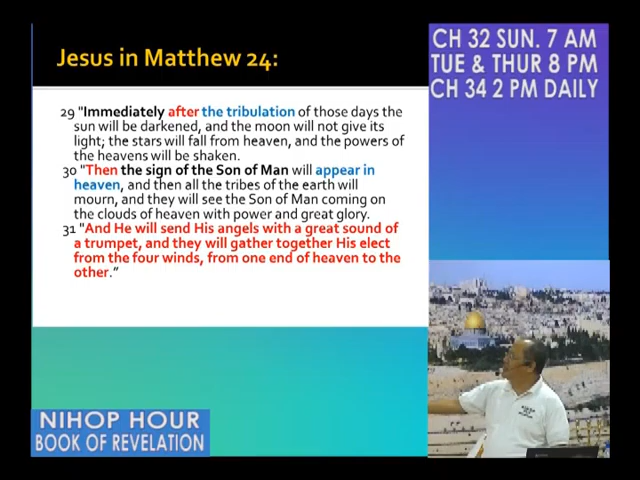 Jesus in Matthew 24:
CH 32 SUN. 7 AM
TUE & THUR 8 PM
CH 34 2 PM DAILY
29 "Immediately after the tribulation of those days the
sun will be darkened, and the moon will not give its
light; the stars will fall from heaven, and the powers of
the heavens will be shaken.
30 "Then the sign of the Son of Man will appear in
heaven, and then all the tribes of the earth will
mourn, and they will see the Son of Man coming on
the clouds of heaven with power and great glory.
31 "And He will send His angels with a great sound of
a trumpet, and they will gather together His elect
from the four winds, from one end of heaven to the
other.”
NIHOP HOUR
BOOK OF REVELATION